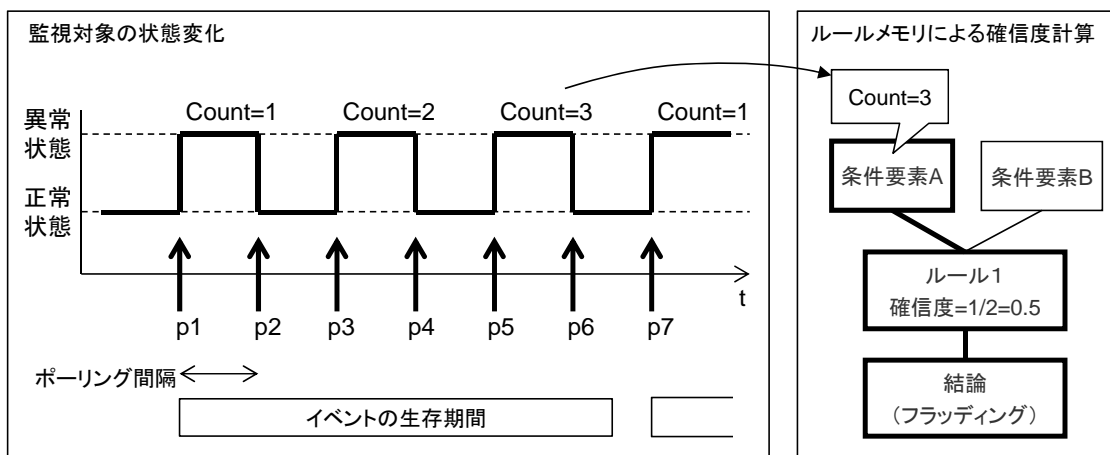 監視対象の状態変化
Count=1
Count=2
Count=3
Count=1
異常
状態
正常
状態
t
p1
p2
p3
p4
p5
p6
p7
ポーリング間隔
イベントの生存期間
ルールメモリによる確信度計算
Count=3
条件要素A
条件要素B
ルール1
確信度=1/2=0.5
結論
(フラッディング)